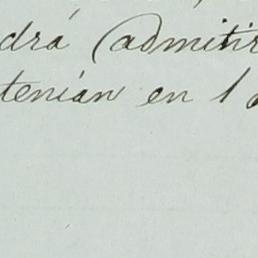 drá admitir
tenian en 1